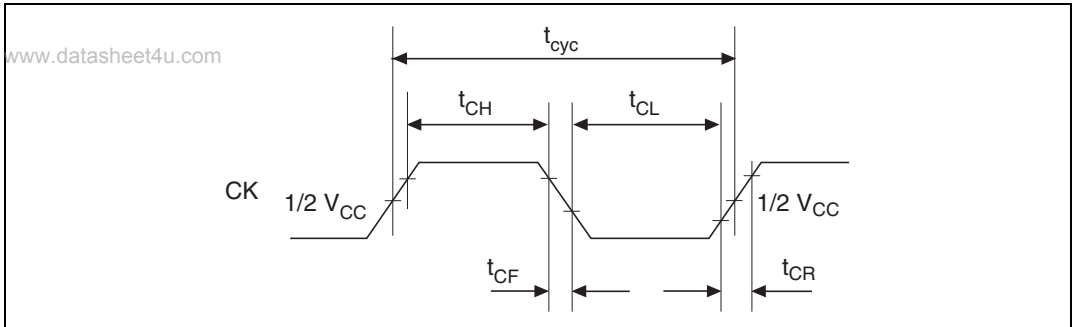 www.datasheet4u.com
tcyc
tCH
tCL
CK
1/2 VCC
1/2 VCC
tCF
tCR